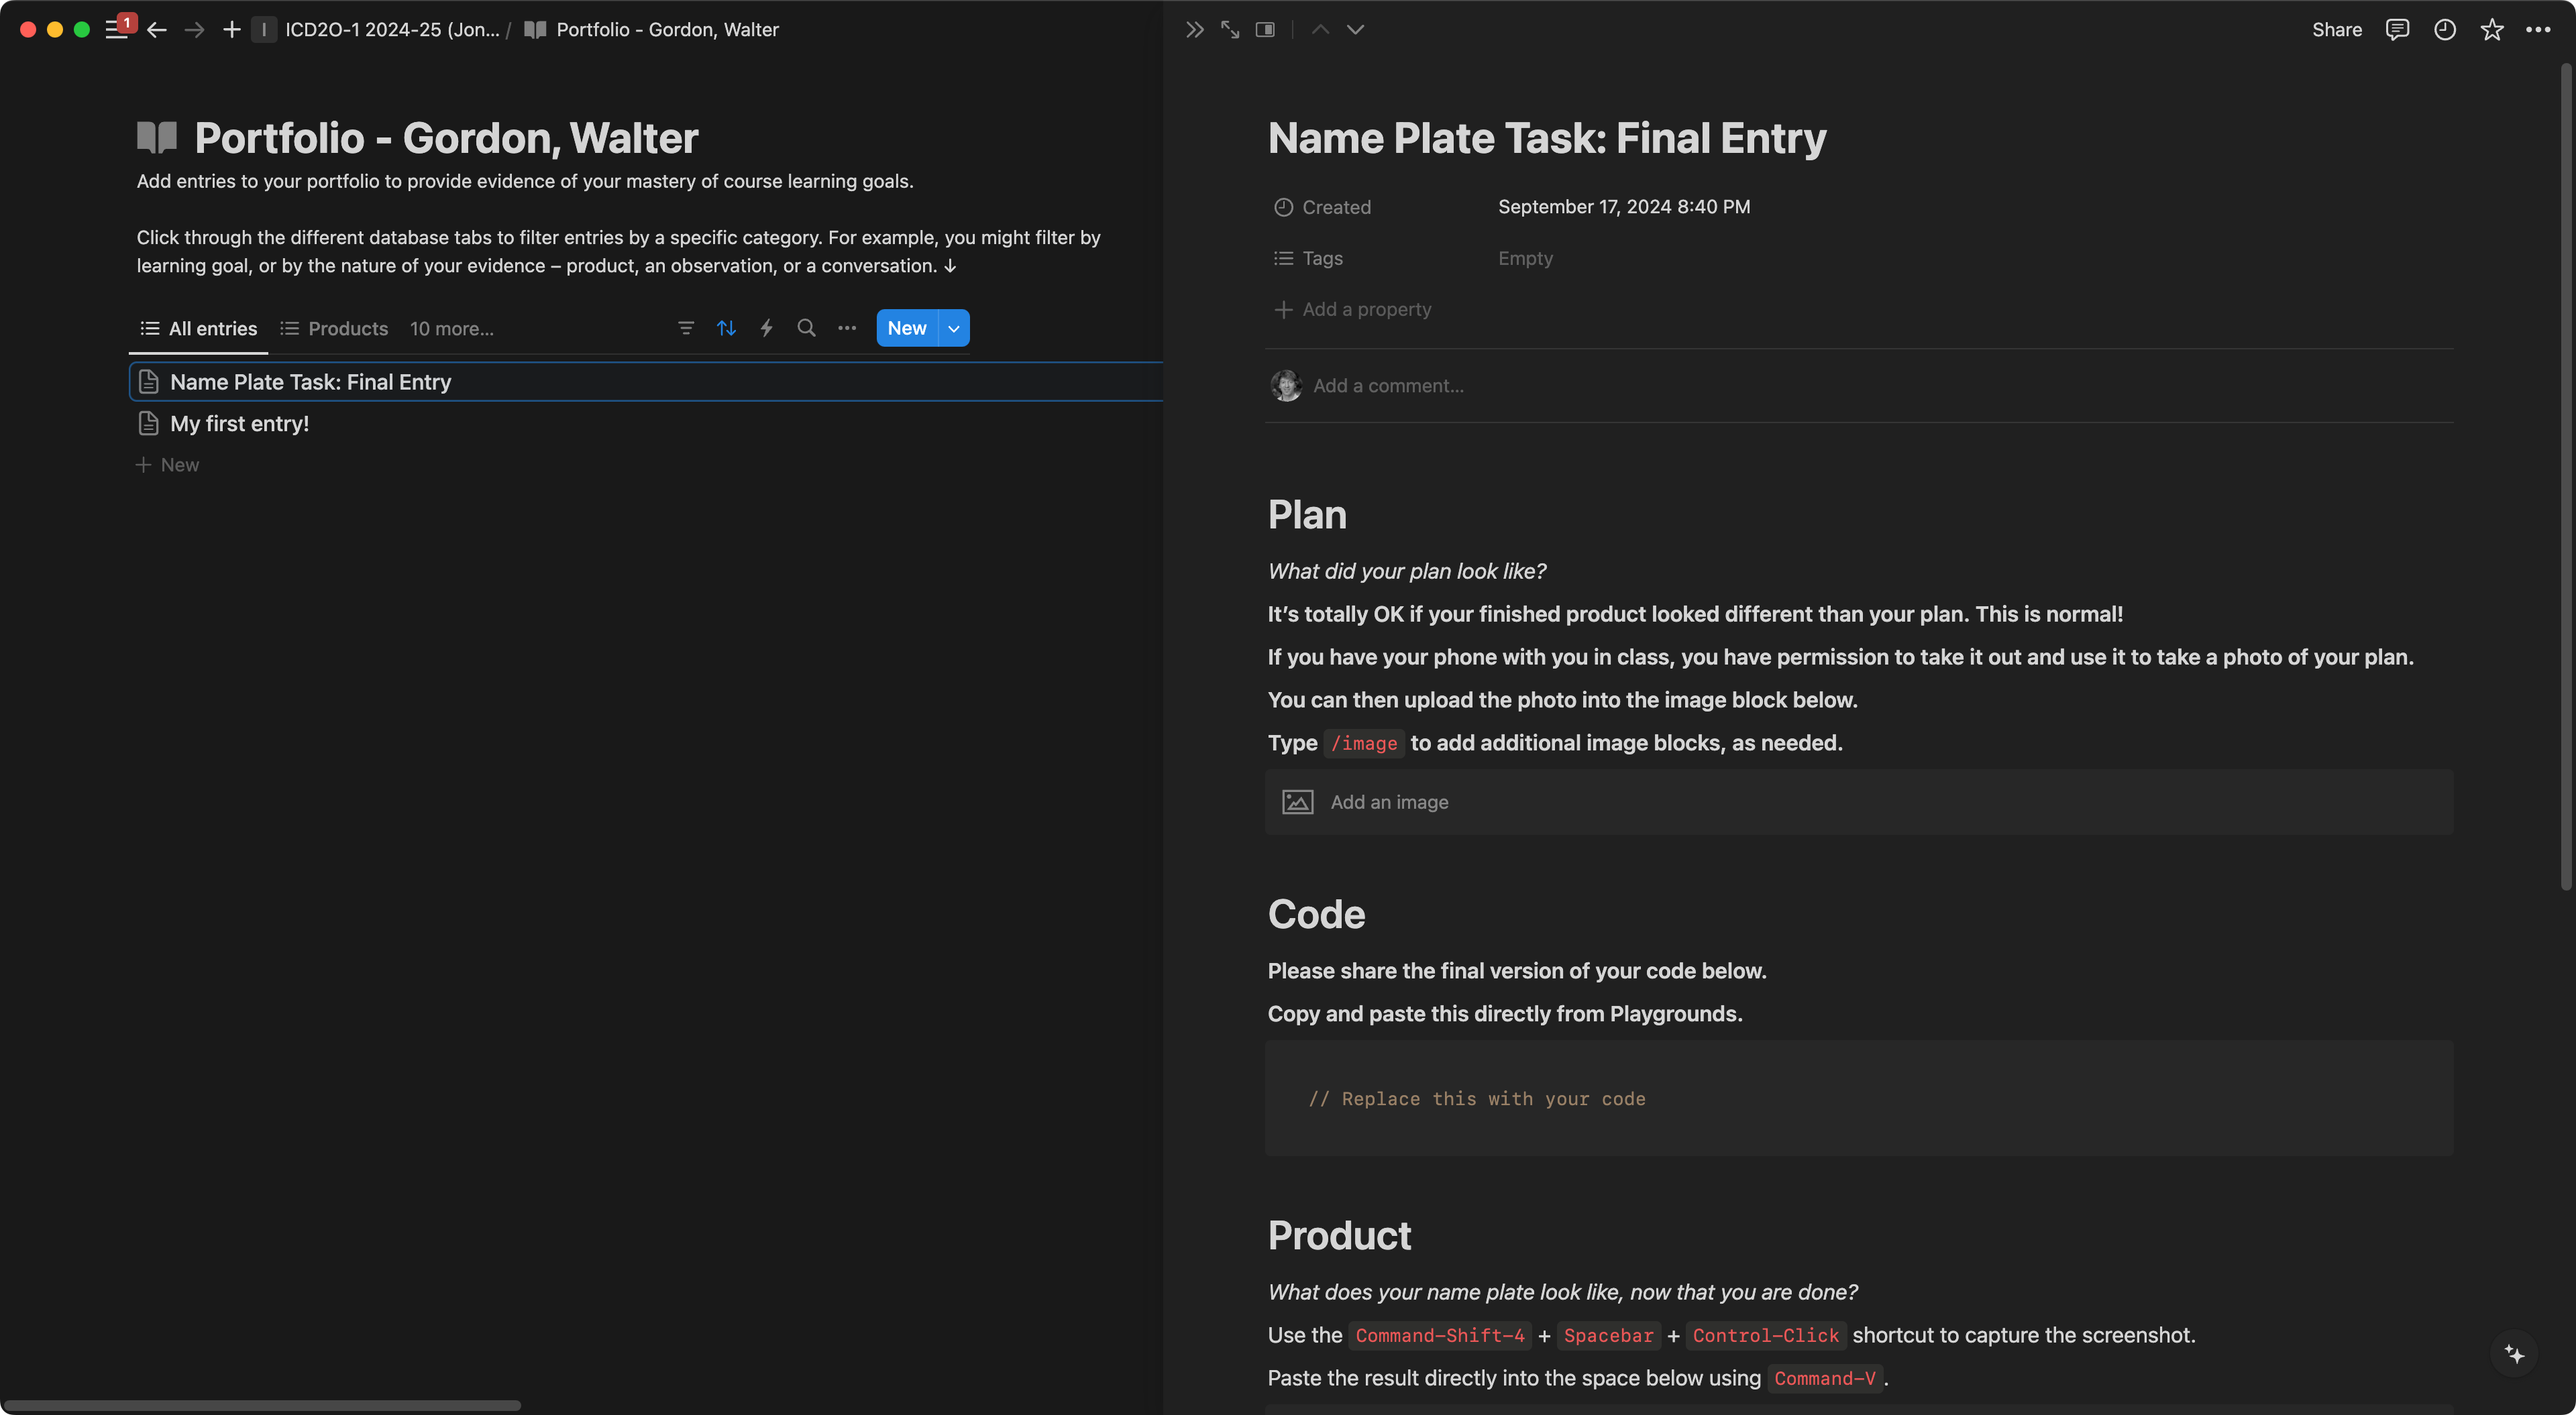 1
ICD2O-1 2024-25 (Jon... / Portfolio - Gordon, Walter
Portfolio - Gordon, Walter
Add entries to your portfolio to provide evidence of your mastery of course learning goals.
Click through the different database tabs to filter entries by a specific category. For example, you might filter by
learning goal, or by the nature of your evidence – product, an observation, or a conversation. ↓
All entries Products 10 more... New
Name Plate Task: Final Entry
My first entry!
+ New
Share
Name Plate Task: Final Entry
Created September 17, 2024 8:40 PM
Tags Empty
+ Add a property
Add a comment...
Plan
What did your plan look like?
It’s totally OK if your finished product looked different than your plan. This is normal!
If you have your phone with you in class, you have permission to take it out and use it to take a photo of your plan.
You can then upload the photo into the image block below.
Type /image to add additional image blocks, as needed.
Add an image
Code
Please share the final version of your code below.
Copy and paste this directly from Playgrounds.
// Replace this with your code
Product
What does your name plate look like, now that you are done?
Use the Command-Shift-4 + Spacebar + Control-Click shortcut to capture the screenshot.
Paste the result directly into the space below using Command-V.